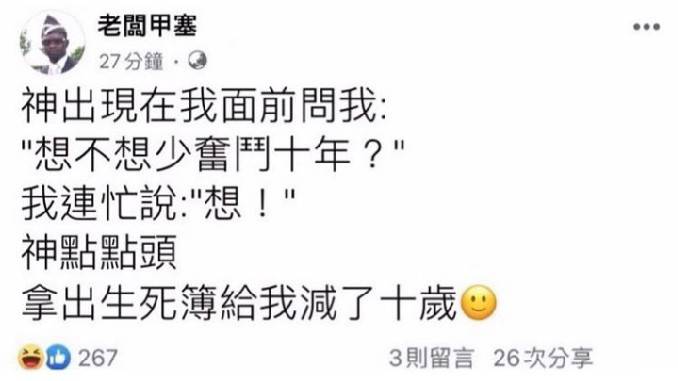 老闆甲塞
27分鐘 ·
神出現在我面前問我:
"想不想少奮鬥十年？"
我連忙說:"想！"
神點點頭
拿出生死簿給我減了十歲🙂
267 3則留言 26次分享